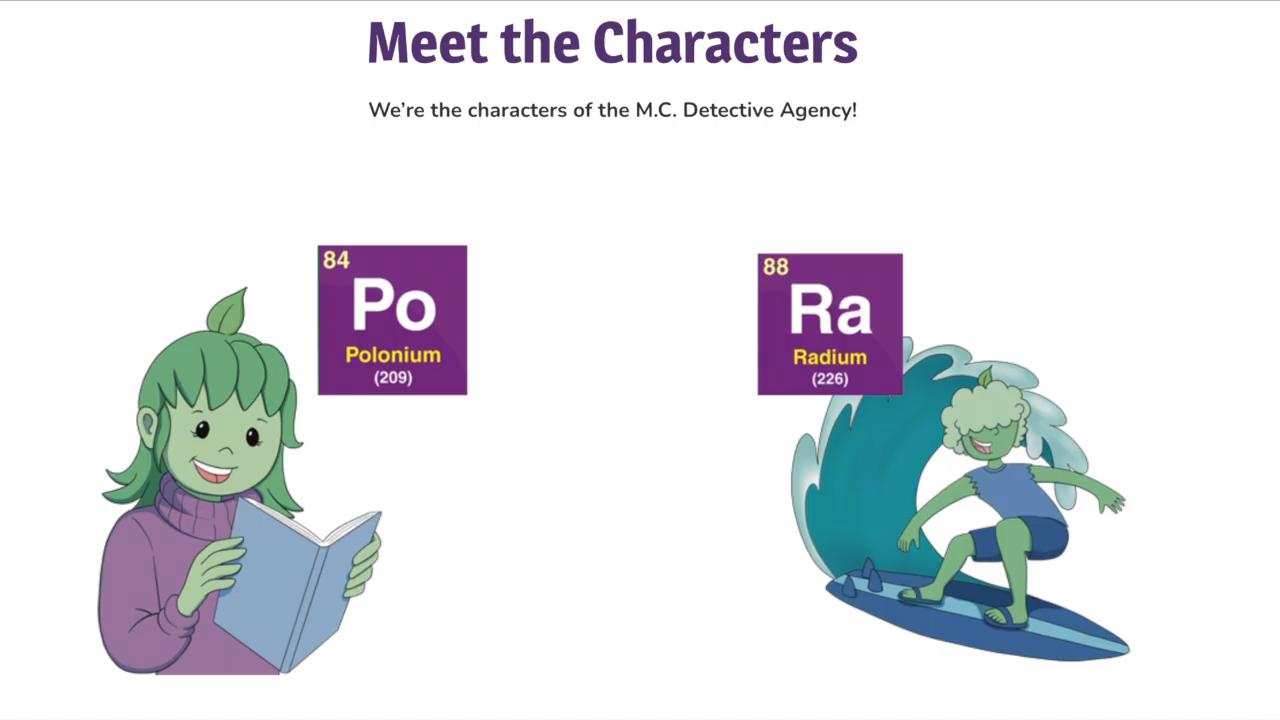 Meet the Characters
We're the characters of the M.C. Detective Agency!
84
Po
Polonium
(209)
88
Ra
Radium
(226)